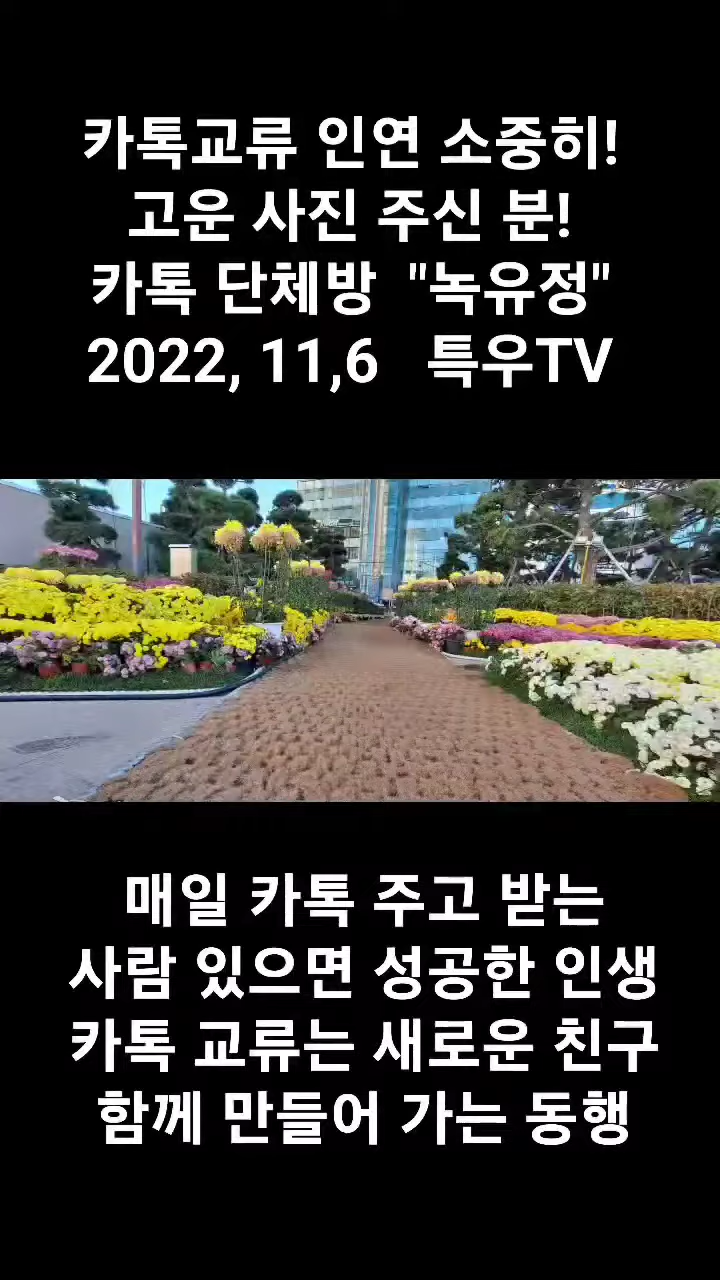 카톡교류 인연 소중히!
고운 사진 주신 분!
카톡 단체방 "녹유정"
2022, 11,6 특우TV
매일 카톡 주고 받는
사람 있으면 성공한 인생
카톡 교류는 새로운 친구
함께 만들어 가는 동행